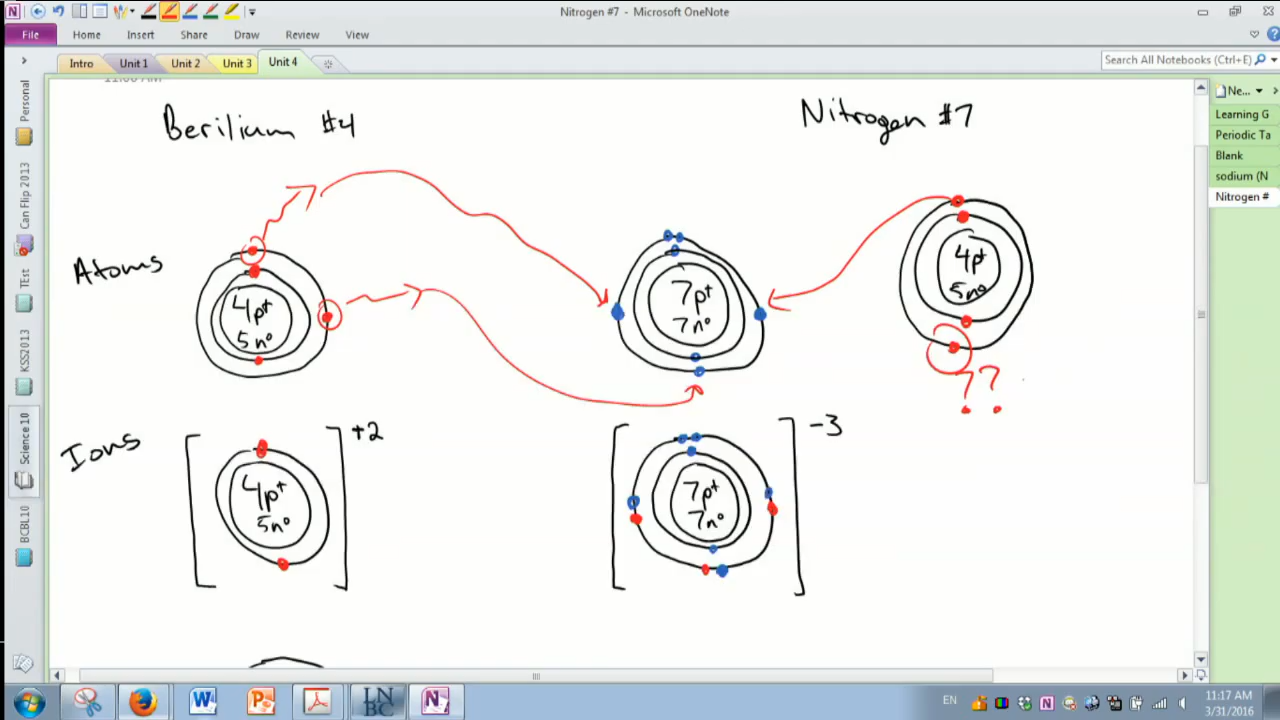 Nitrogen #7 - Microsoft OneNote
File Home Insert Share Draw Review View
Intro Unit 1 Unit 2 Unit 3 Unit 4
Search All Notebooks (Ctrl+E)
Ne...
Learning G
Periodic Ta
Blank
sodium (N
Nitrogen #
Personal
Can Flip 2013
TEst
KSS2013
Science 10
BCBL10
Berilium #4
Nitrogen #7
Atoms
4p+
5n°
7p+
7n°
4p+
5n°
??
Ions
4p+
5n°
+2
7p+
7n°
-3
LN
BC
EN
11:17 AM
3/31/2016